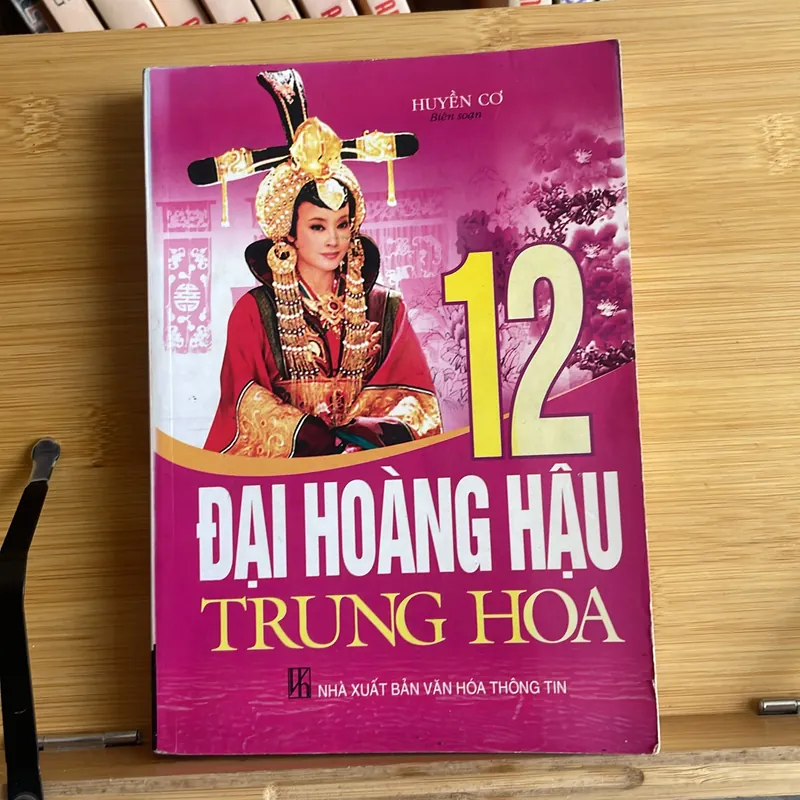 HUYỀN CƠ
Biên soạn
12
ĐẠI HOÀNG HẬU
TRUNG HOA
NHÀ XUẤT BẢN VĂN HÓA THÔNG TIN